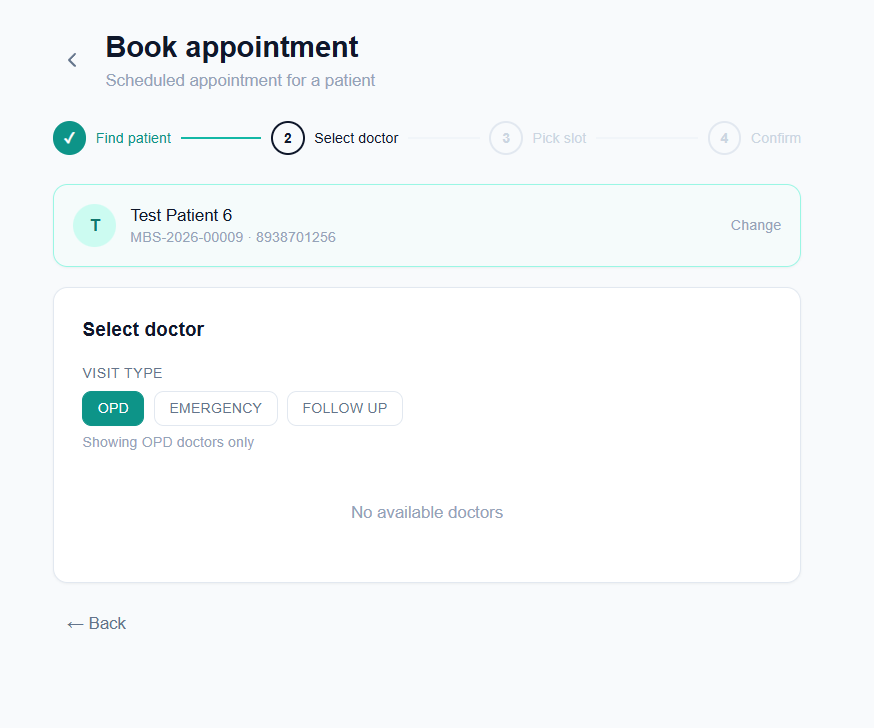 Book appointment
Scheduled appointment for a patient
Find patient
2 Select doctor
3 Pick slot
4 Confirm
T
Test Patient 6
MBS-2026-00009 · 8938701256
Change
Select doctor
VISIT TYPE
OPD EMERGENCY FOLLOW UP
Showing OPD doctors only
No available doctors
← Back